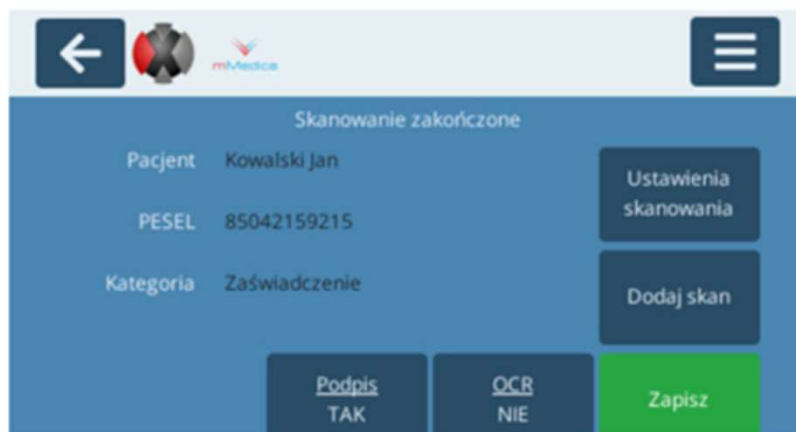 mMedica
Skanowanie zakończone
Pacjent Kowalski Jan
Ustawienia
skanowania
PESEL 85042159215
Kategoria Zaświadczenie
Dodaj skan
Podpis
TAK
OCR
NIE
Zapisz